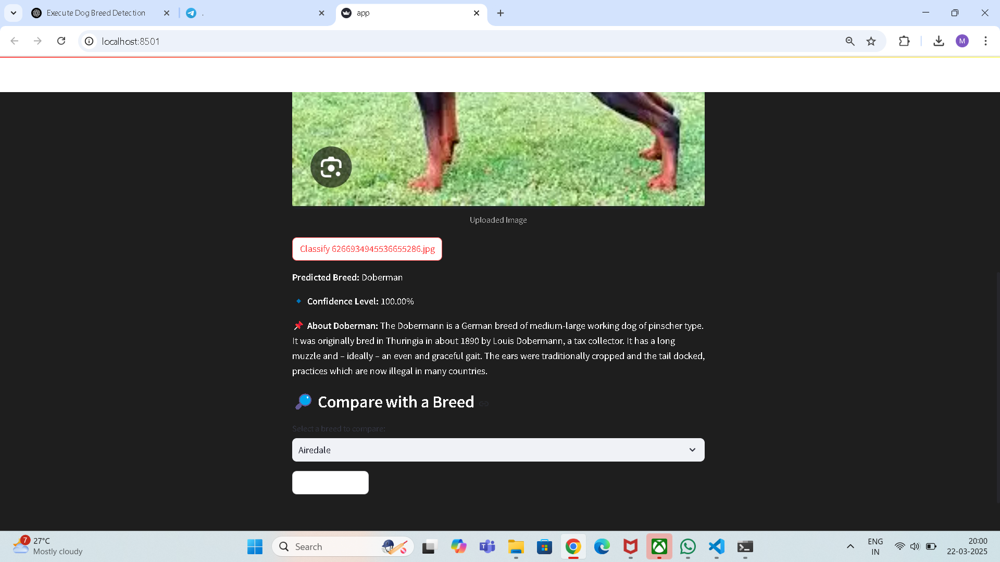 Execute Dog Breed Detection
.
app
localhost:8501
M
Uploaded Image
Classify 6266934945536655286.jpg
Predicted Breed: Doberman
Confidence Level: 100.00%
About Doberman: The Dobermann is a German breed of medium-large working dog of pinscher type.
It was originally bred in Thuringia in about 1890 by Louis Dobermann, a tax collector. It has a long
muzzle and – ideally – an even and graceful gait. The ears were traditionally cropped and the tail docked,
practices which are now illegal in many countries.
Compare with a Breed
Select a breed to compare:
Airedale
7
27°C
Mostly cloudy
Search
ENG
IN
20:00
22-03-2025